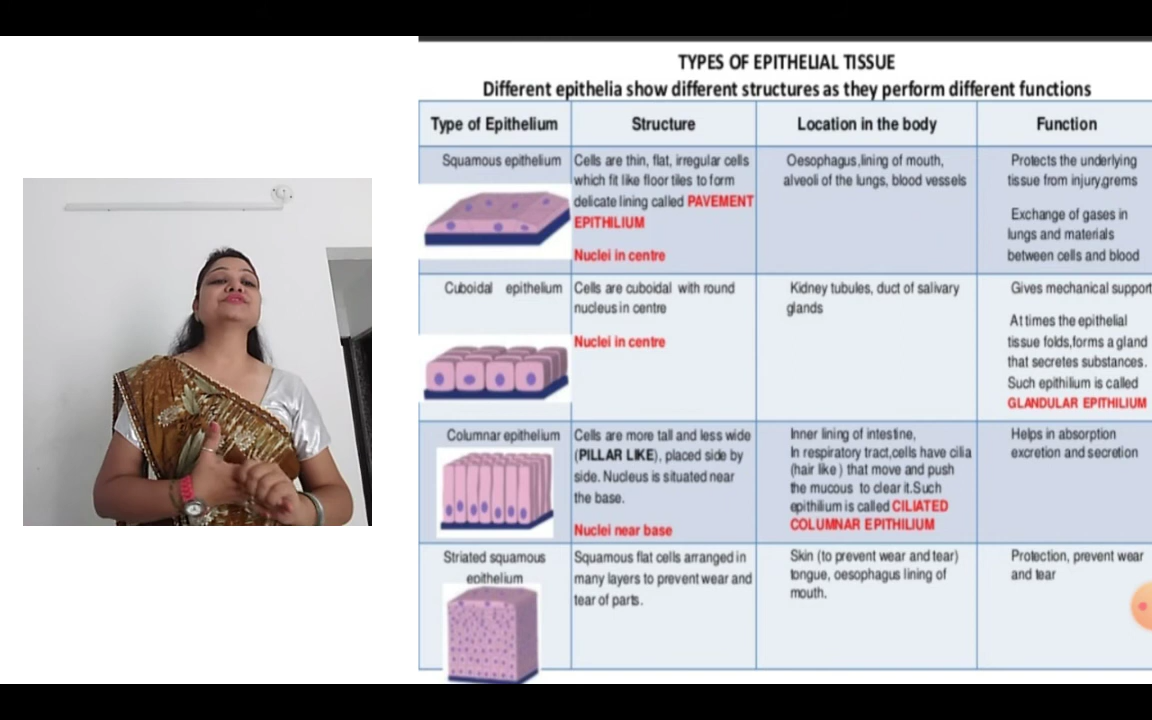 TYPES OF EPITHELIAL TISSUE
Different epithelia show different structures as they perform different functions
Type of Epithelium
Structure
Location in the body
Function
Squamous epithelium
Cells are thin, flat, irregular cells
which fit like floor tiles to form
delicate lining called PAVEMENT
EPITHILIUM
Nuclei in centre
Oesophagus,lining of mouth,
alveoli of the lungs, blood vessels
Protects the underlying
tissue from injury,grems
Exchange of gases in
lungs and materials
between cells and blood
Cuboidal epithelium
Cells are cuboidal with round
nucleus in centre
Nuclei in centre
Kidney tubules, duct of salivary
glands
Gives mechanical support
At times the epithelial
tissue folds,forms a gland
that secretes substances.
Such epithilium is called
GLANDULAR EPITHILIUM
Columnar epithelium
Cells are more tall and less wide
(PILLAR LIKE), placed side by
side. Nucleus is situated near
the base.
Nuclei near base
Inner lining of intestine,
In respiratory tract,cells have cilia
(hair like ) that move and push
the mucous to clear it.Such
epithilium is called CILIATED
COLUMNAR EPITHILIUM
Helps in absorption
excretion and secretion
Striated squamous
epithelium
Squamous flat cells arranged in
many layers to prevent wear and
tear of parts.
Skin (to prevent wear and tear)
tongue, oesophagus lining of
mouth.
Protection, prevent wear
and tear